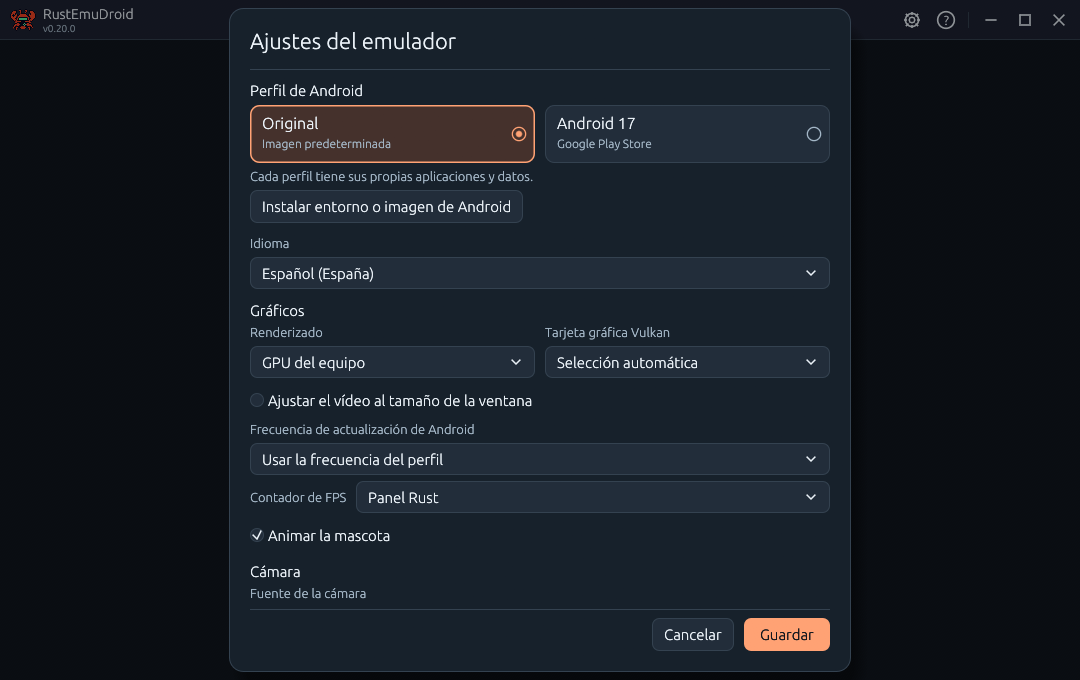 RustEmuDroid
v0.20.0
Ajustes del emulador
Perfil de Android
Original
Imagen predeterminada
Android 17
Google Play Store
Cada perfil tiene sus propias aplicaciones y datos.
Instalar entorno o imagen de Android
Idioma
Español (España)
Gráficos
Renderizado
Tarjeta gráfica Vulkan
GPU del equipo
Selección automática
Ajustar el vídeo al tamaño de la ventana
Frecuencia de actualización de Android
Usar la frecuencia del perfil
Contador de FPS
Panel Rust
Animar la mascota
Cámara
Fuente de la cámara
Cancelar
Guardar